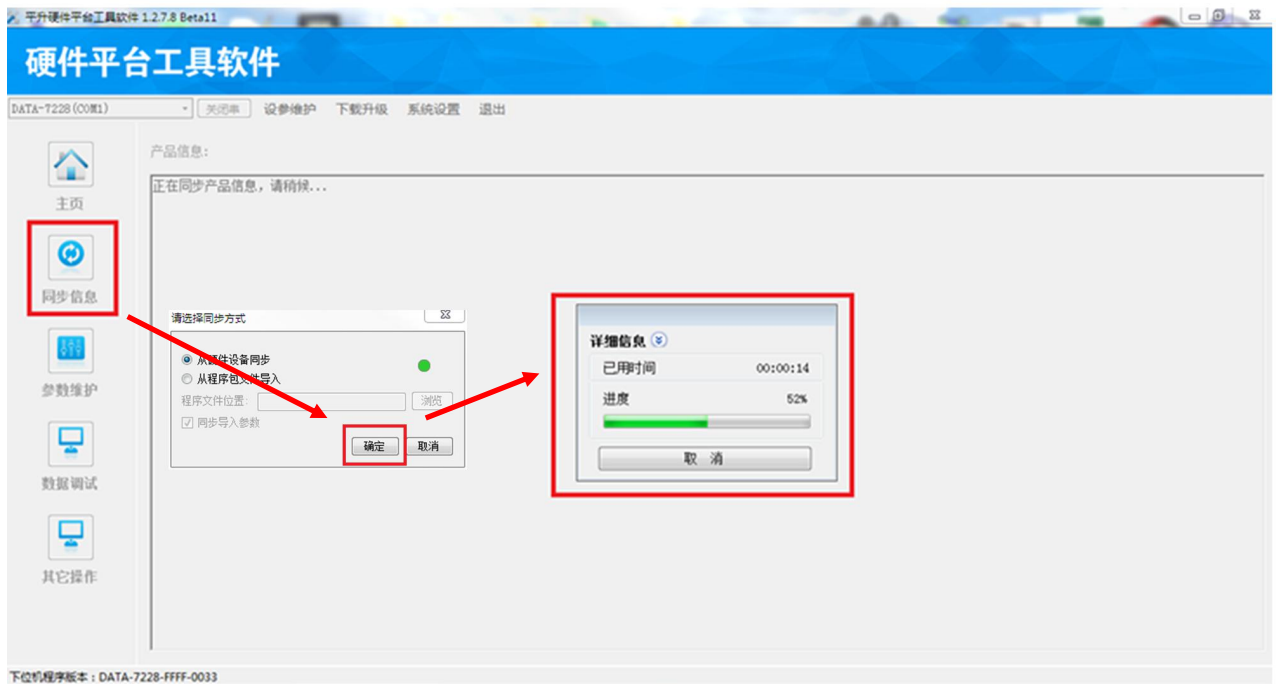 平升硬件平台工具软件 1.2.7.8 Beta11
硬件平台工具软件
DATA-7228(COM1) 关闭串 设参维护 下载升级 系统设置 退出
主页
同步信息
参数维护
数据调试
其它操作
产品信息:
正在同步产品信息，请稍候...
请选择同步方式
从硬件设备同步
从程序包文件导入
程序文件位置: 浏览
同步导入参数
确定 取消
详细信息
已用时间 00:00:14
进度 52%
取 消
下位机程序版本：DATA-7228-FFFF-0033